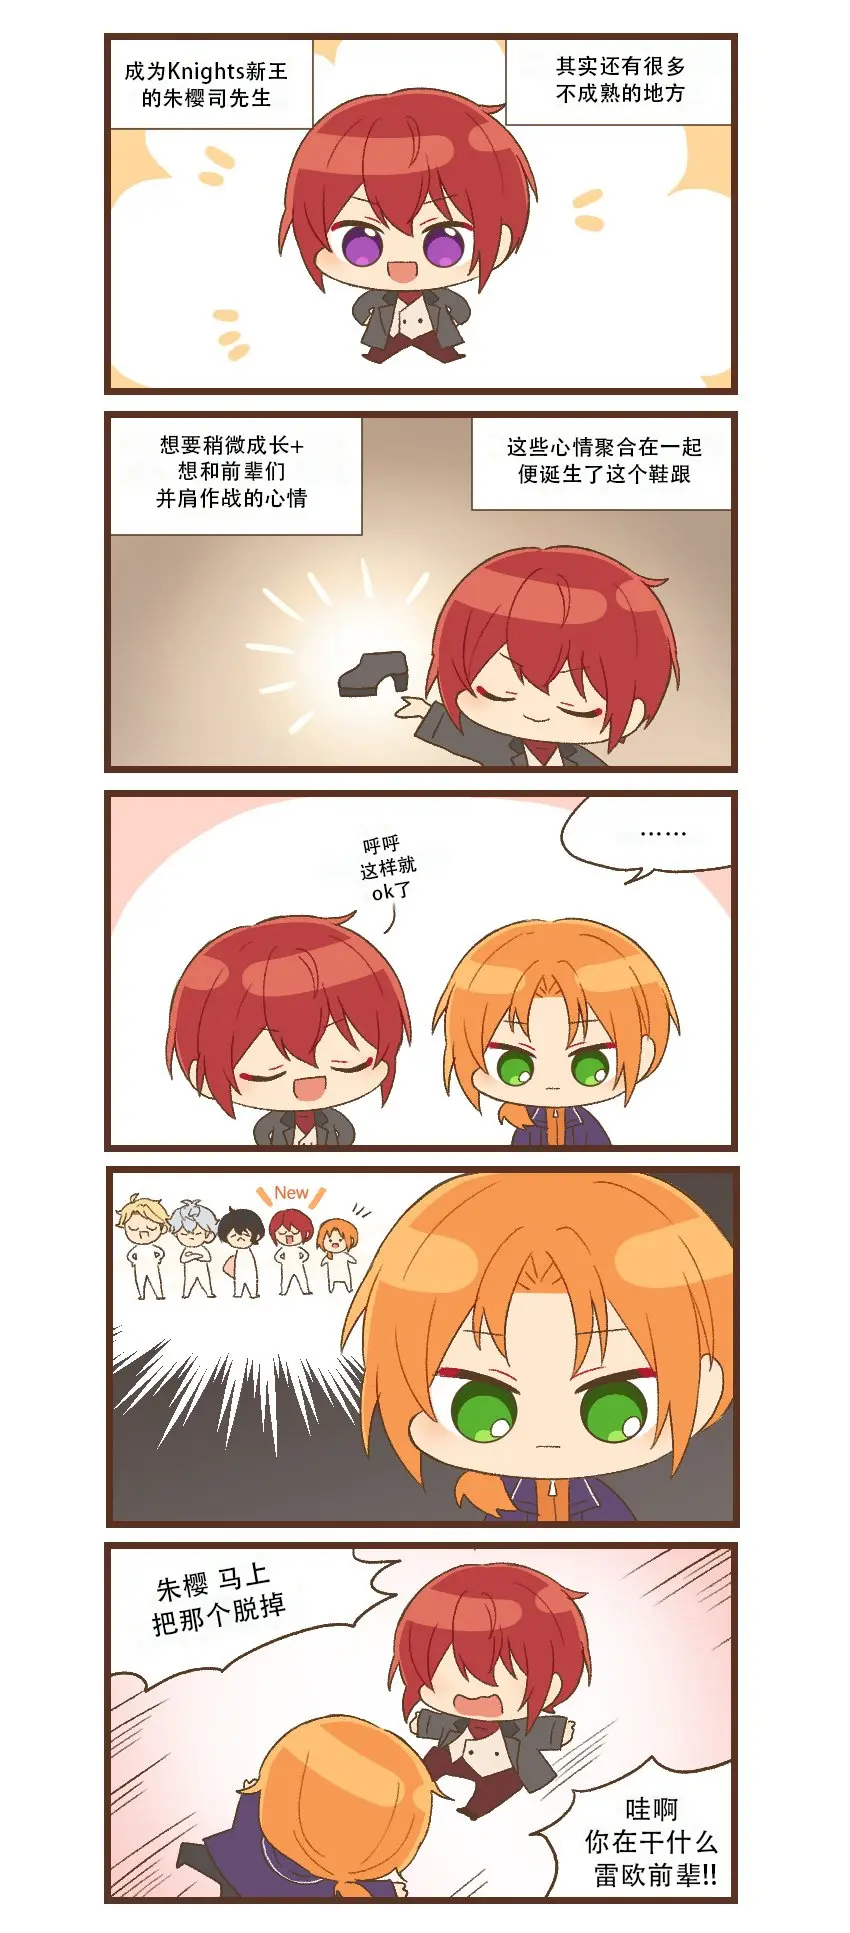 成为Knights新王
的朱樱司先生
其实还有很多
不成熟的地方
想要稍微成长+
想和前辈们
并肩作战的心情
这些心情聚合在一起
便诞生了这个鞋跟
呼呼
这样就
ok了
……
New
朱樱 马上
把那个脱掉
哇啊
你在干什么
雷欧前辈!!